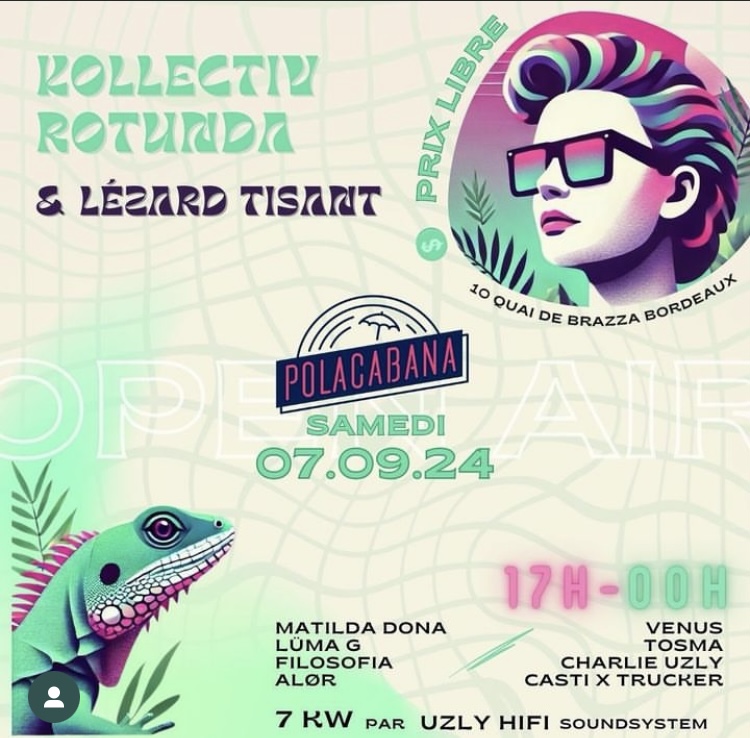 KOLLECTIV
ROTUNDA
& LÉZARD TISANT
PRIX LIBRE
$
10 QUAI DE BRAZZA BORDEAUX
POLACABANA
OPEN AIR
SAMEDI
07.09.24
17H-00H
MATILDA DONA
LÜMA G
FILOSOFIA
ALØR
VENUS
TOSMA
CHARLIE UZLY
CASTI X TRUCKER
7 KW PAR UZLY HIFI SOUNDSYSTEM